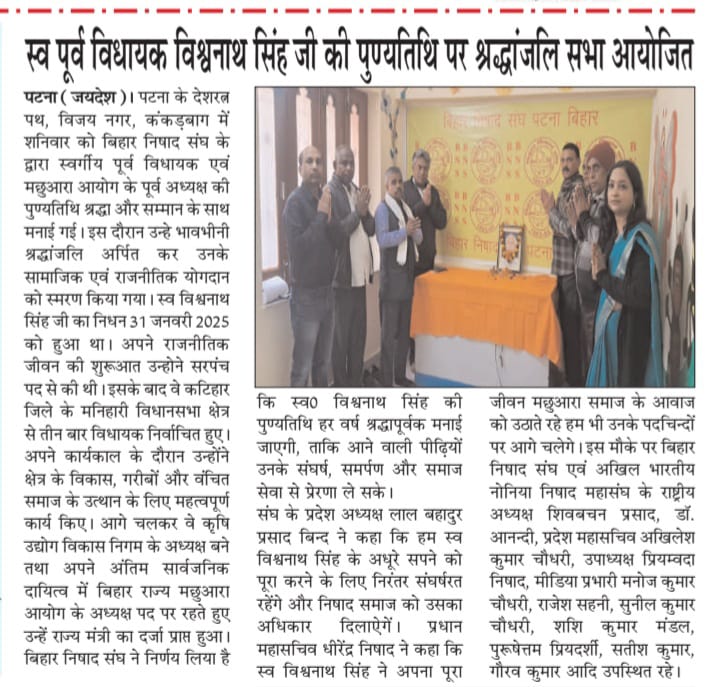 स्व पूर्व विधायक विश्वनाथ सिंह जी की पुण्यतिथि पर श्रद्धांजलि सभा आयोजित
पटना ( जयदेश )। पटना के देशरत्न
पथ, विजय नगर, कंकड़बाग में
शनिवार को बिहार निषाद संघ के
द्वारा स्वर्गीय पूर्व विधायक एवं
मछुआरा आयोग के पूर्व अध्यक्ष की
पुण्यतिथि श्रद्धा और सम्मान के साथ
मनाई गई। इस दौरान उन्हे भावभीनी
श्रद्धांजलि अर्पित कर उनके
सामाजिक एवं राजनीतिक योगदान
को स्मरण किया गया। स्व विश्वनाथ
सिंह जी का निधन 31 जनवरी 2025
को हुआ था। अपने राजनीतिक
जीवन की शुरूआत उन्होने सरपंच
पद से की थी। इसके बाद वे कटिहार
जिले के मनिहारी विधानसभा क्षेत्र
से तीन बार विधायक निर्वाचित हुए।
अपने कार्यकाल के दौरान उन्होंने
क्षेत्र के विकास, गरीबों और वंचित
समाज के उत्थान के लिए महत्वपूर्ण
कार्य किए। आगे चलकर वे कृषि
उद्योग विकास निगम के अध्यक्ष बने
तथा अपने अंतिम सार्वजनिक
दायित्व में बिहार राज्य मछुआरा
आयोग के अध्यक्ष पद पर रहते हुए
उन्हें राज्य मंत्री का दर्जा प्राप्त हुआ।
बिहार निषाद संघ ने निर्णय लिया है
बिहार निषाद संघ पटना बिहार
बिहार निषाद
पटना
कि स्व0 विश्वनाथ सिंह की
पुण्यतिथि हर वर्ष श्रद्धापूर्वक मनाई
जाएगी, ताकि आने वाली पीढ़ियों
उनके संघर्ष, समर्पण और समाज
सेवा से प्रेरणा ले सके।
संघ के प्रदेश अध्यक्ष लाल बहादुर
प्रसाद बिन्द ने कहा कि हम स्व
विश्वनाथ सिंह के अधूरे सपने को
पूरा करने के लिए निरंतर संघर्षरत
रहेंगे और निषाद समाज को उसका
अधिकार दिलाऐगें। प्रधान
महासचिव धीरेंद्र निषाद ने कहा कि
स्व विश्वनाथ सिंह ने अपना पूरा
जीवन मछुआरा समाज के आवाज
को उठाते रहे हम भी उनके पदचिन्दों
पर आगे चलेगे। इस मौके पर बिहार
निषाद संघ एवं अखिल भारतीय
नोनिया निषाद महासंघ के राष्ट्रीय
अध्यक्ष शिवबचन प्रसाद, डॉ.
आनन्दी, प्रदेश महासचिव अखिलेश
कुमार चौधरी, उपाध्यक्ष प्रियम्वदा
निषाद, मीडिया प्रभारी मनोज कुमार
चौधरी, राजेश सहनी, सुनील कुमार
चौधरी, शशि कुमार मंडल,
पुरूषेत्तम प्रियदर्शी, सतीश कुमार,
गौरव कुमार आदि उपस्थित रहे।